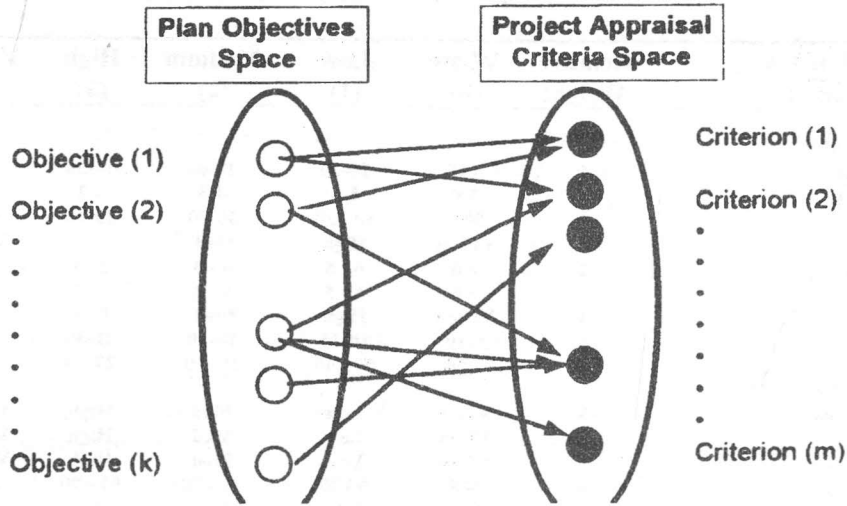 Plan Objectives
Space
Project Appraisal
Criteria Space
Objective (1)
Objective (2)
Objective (k)
Criterion (1)
Criterion (2)
Criterion (m)